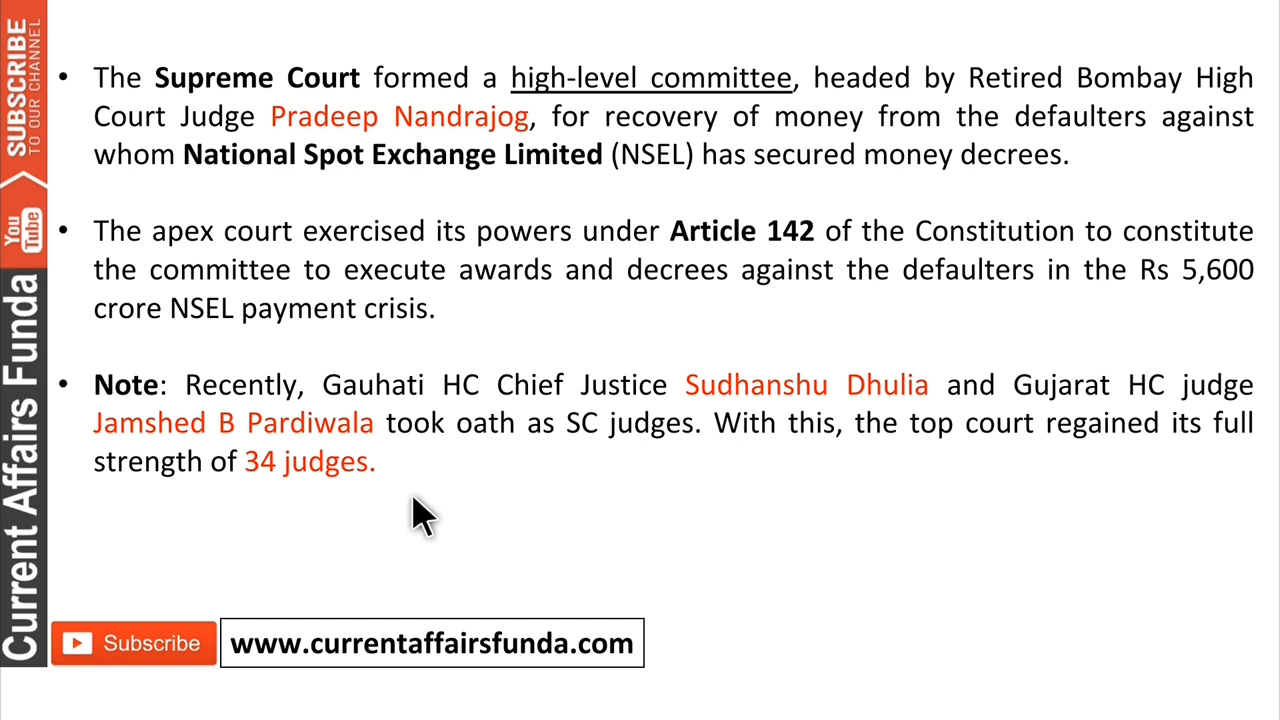 SUBSCRIBE
TO OUR CHANNEL
You
Tube
Current Affairs Funda
• The Supreme Court formed a high-level committee, headed by Retired Bombay High
Court Judge Pradeep Nandrajog, for recovery of money from the defaulters against
whom National Spot Exchange Limited (NSEL) has secured money decrees.
• The apex court exercised its powers under Article 142 of the Constitution to constitute
the committee to execute awards and decrees against the defaulters in the Rs 5,600
crore NSEL payment crisis.
• Note: Recently, Gauhati HC Chief Justice Sudhanshu Dhulia and Gujarat HC judge
Jamshed B Pardiwala took oath as SC judges. With this, the top court regained its full
strength of 34 judges.
Subscribe
www.currentaffairsfunda.com